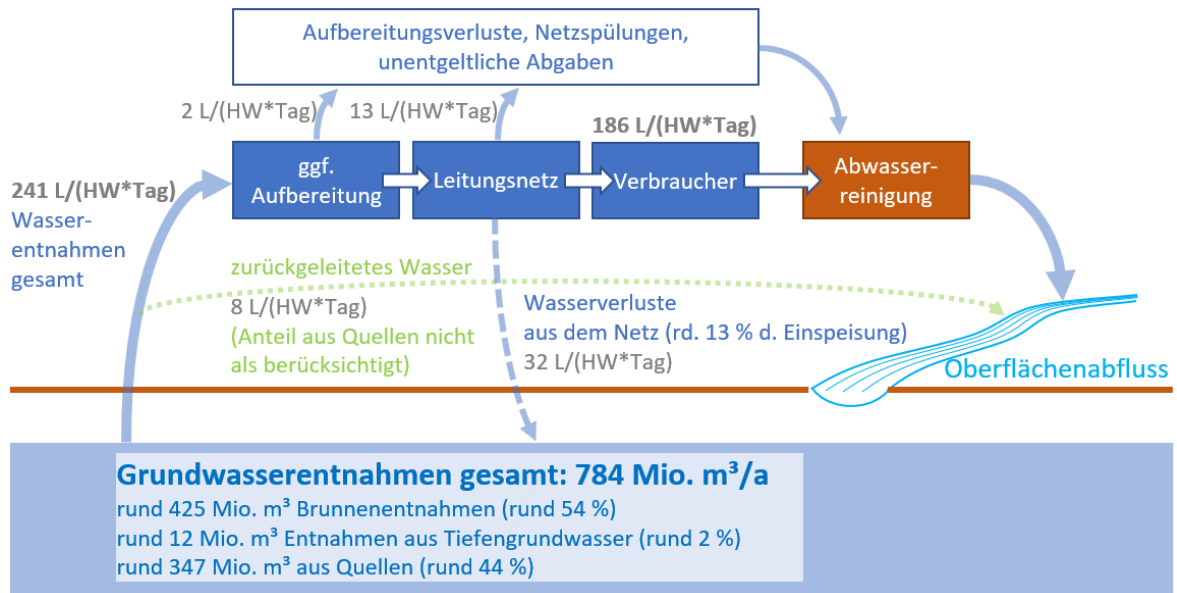 Aufbereitungsverluste, Netzspülungen,
unentgeltliche Abgaben
2 L/(HW*Tag)
13 L/(HW*Tag)
186 L/(HW*Tag)
241 L/(HW*Tag)
Wasser-
entnahmen
gesamt
ggf.
Aufbereitung
Leitungsnetz
Verbraucher
Abwasser-
reinigung
zurückgeleitetes Wasser
8 L/(HW*Tag)
(Anteil aus Quellen nicht
als berücksichtigt)
Wasserverluste
aus dem Netz (rd. 13 % d. Einspeisung)
32 L/(HW*Tag)
Oberflächenabfluss
Grundwasserentnahmen gesamt: 784 Mio. m³/a
rund 425 Mio. m³ Brunnenentnahmen (rund 54 %)
rund 12 Mio. m³ Entnahmen aus Tiefengrundwasser (rund 2 %)
rund 347 Mio. m³ aus Quellen (rund 44 %)